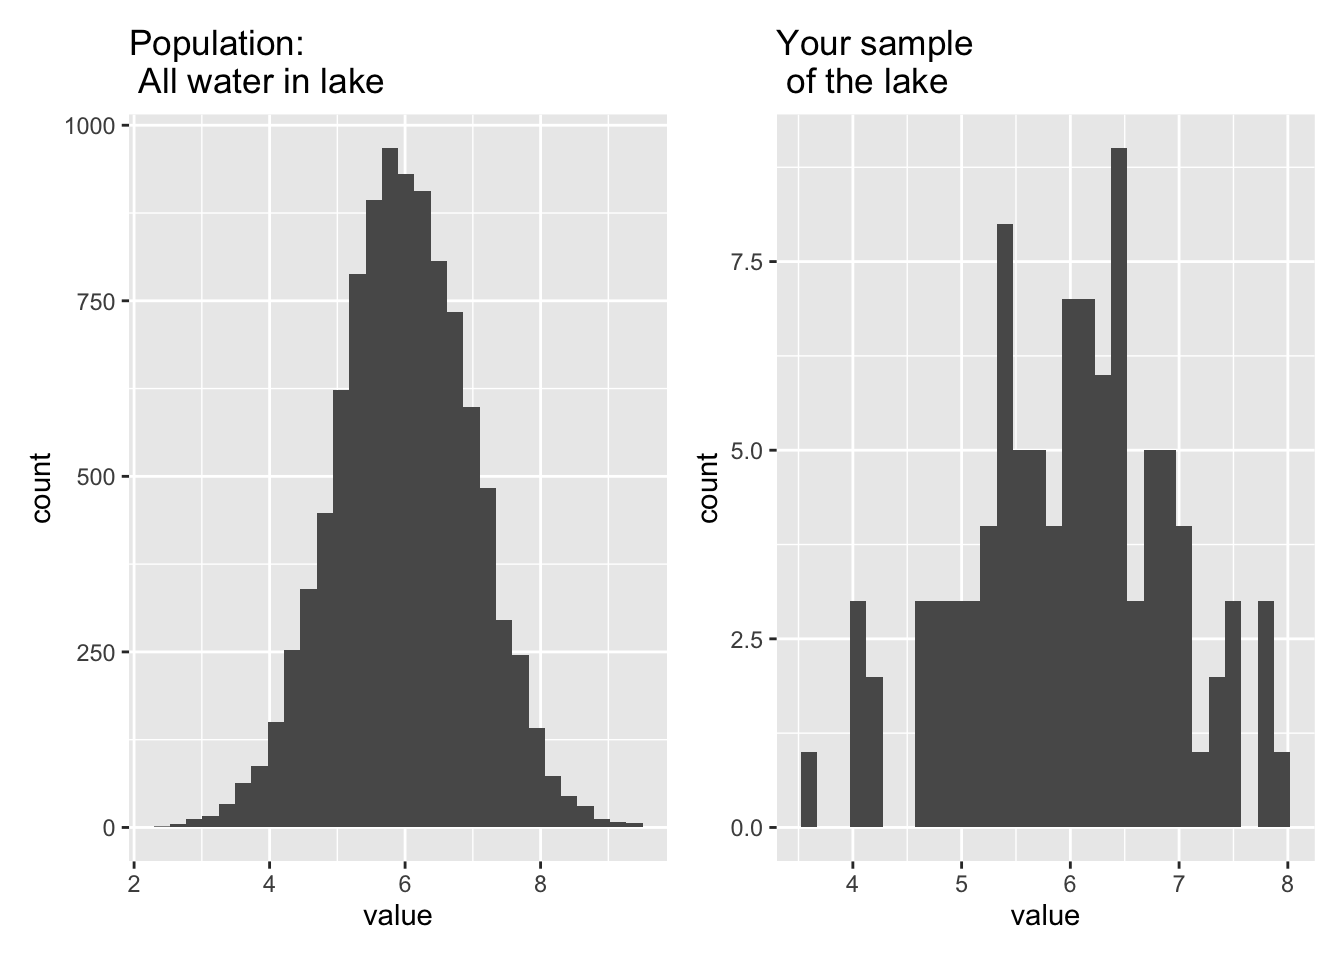 Population:
All water in lake
1000
750
500
250
0
count
2 4 6 8
value
Your sample
of the lake
7.5
5.0
2.5
0.0
count
4 5 6 7 8
value